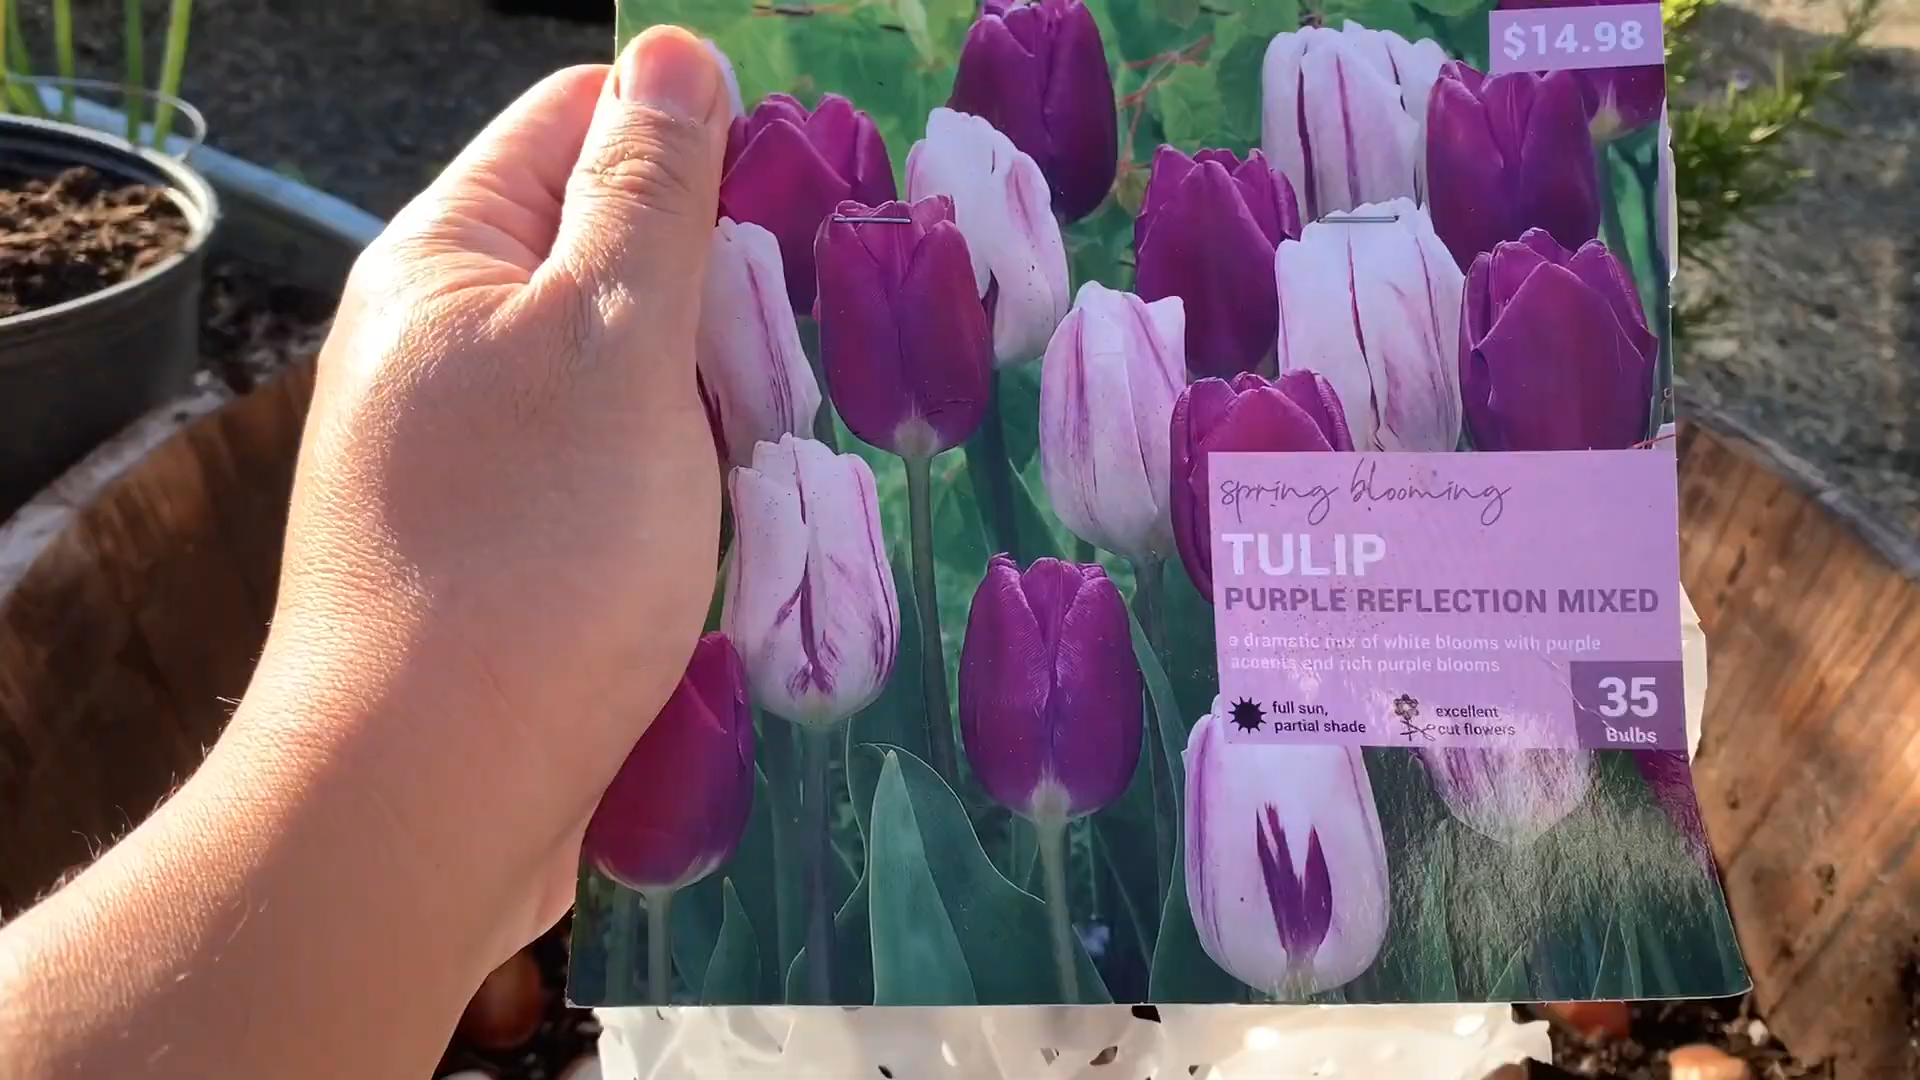 $14.98
spring blooming
TULIP
PURPLE REFLECTION MIXED
a dramatic mix of white blooms with purple
accents and rich purple blooms
full sun,
partial shade
excellent
cut flowers
35
Bulbs